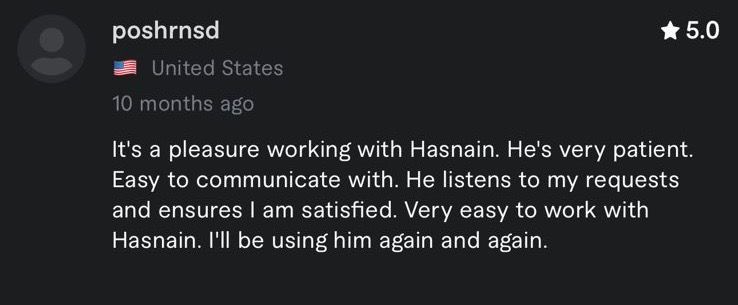 poshrnsd
5.0
United States
10 months ago
It's a pleasure working with Hasnain. He's very patient.
Easy to communicate with. He listens to my requests
and ensures I am satisfied. Very easy to work with
Hasnain. I'll be using him again and again.